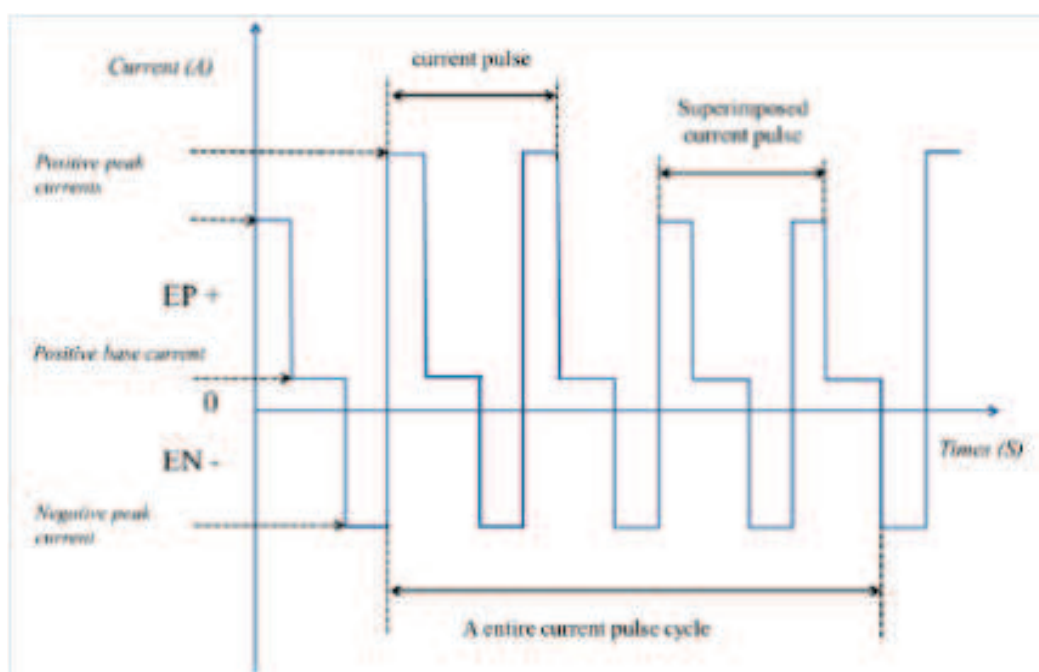 Current (A)
current pulse
Superimposed
current pulse
Positive peak
currents
EP +
Positive base current
0
EN -
Times (S)
Negative peak
current
A entire current pulse cycle